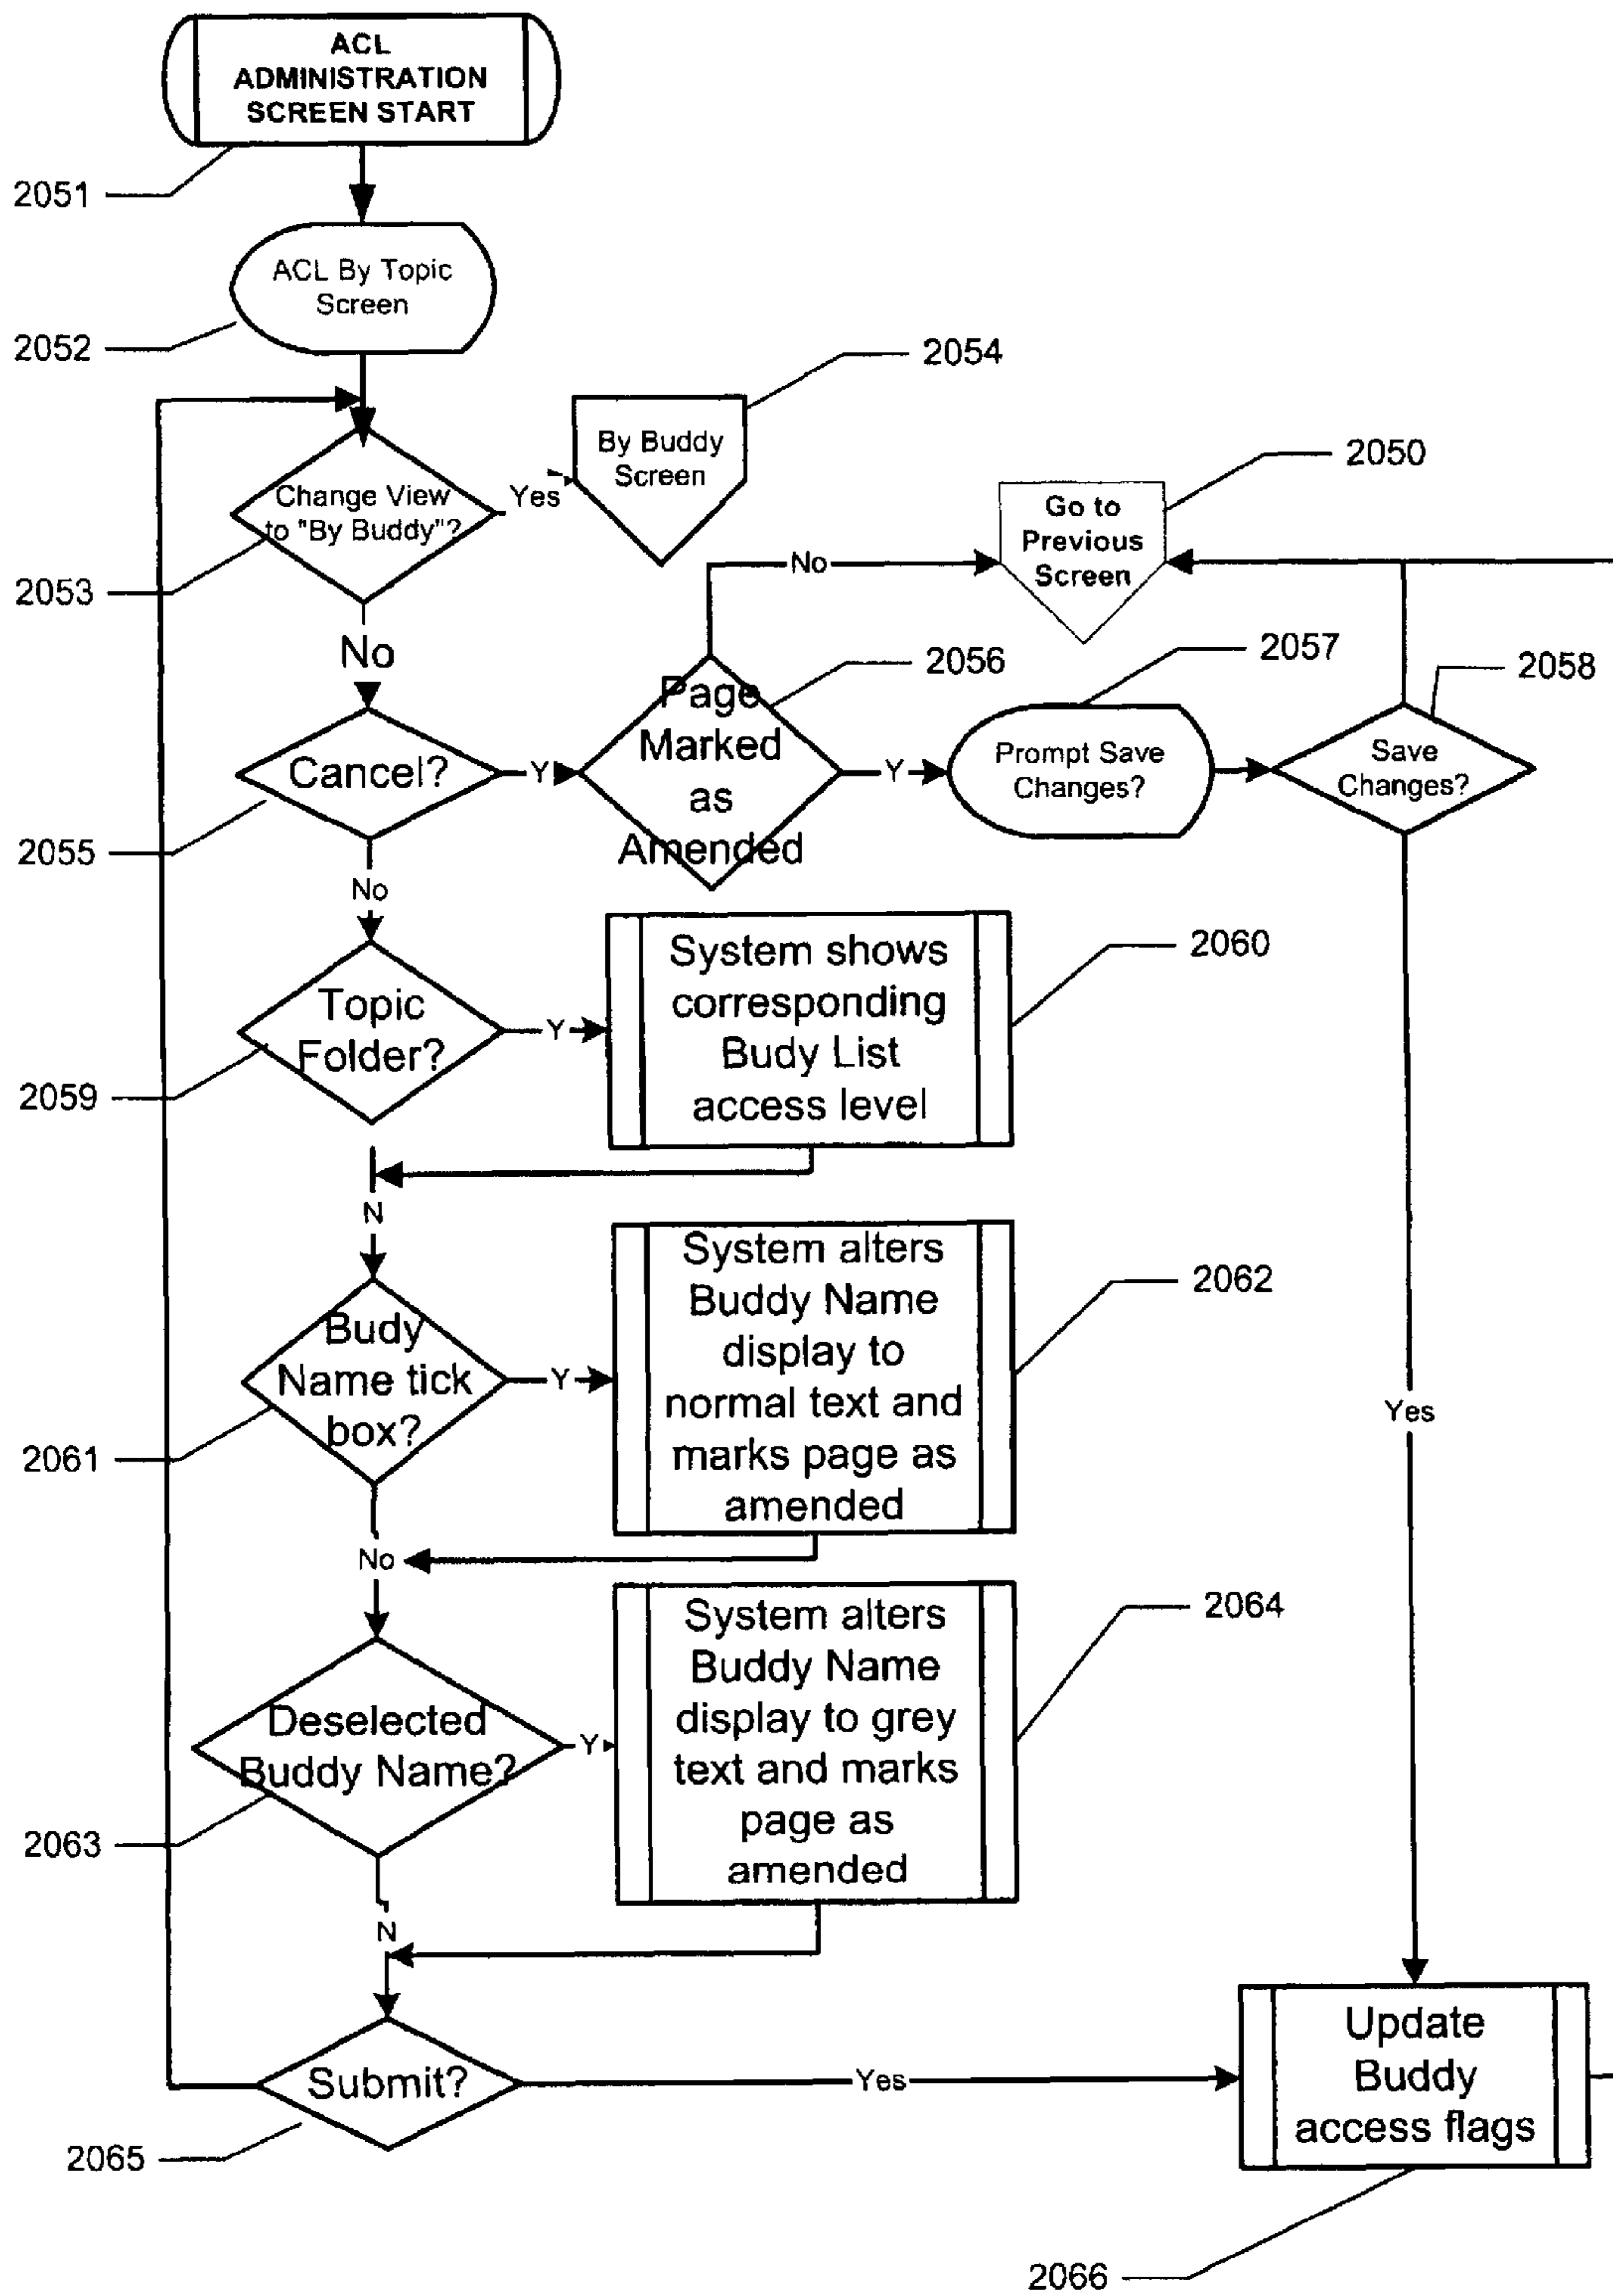 ACL
ADMINISTRATION
SCREEN START
2051
ACL By Topic
Screen
2052
2054
By Buddy
Screen
2050
Go to
Previous
Screen
Change View
to "By Buddy"?
Yes
2053
No
No
2056
2057
2058
Page
Marked
as
Amended
Cancel?
Y
Y
Prompt Save
Changes?
Save
Changes?
2055
No
2060
System shows
corresponding
Budy List
access level
Topic
Folder?
Y
2059
N
2062
System alters
Buddy Name
display to
normal text and
marks page as
amended
Budy
Name tick
box?
Y
Yes
2061
No
2064
System alters
Buddy Name
display to grey
text and marks
page as
amended
Deselected
Buddy Name?
Y
2063
N
Submit?
Yes
Update
Buddy
access flags
2065
2066